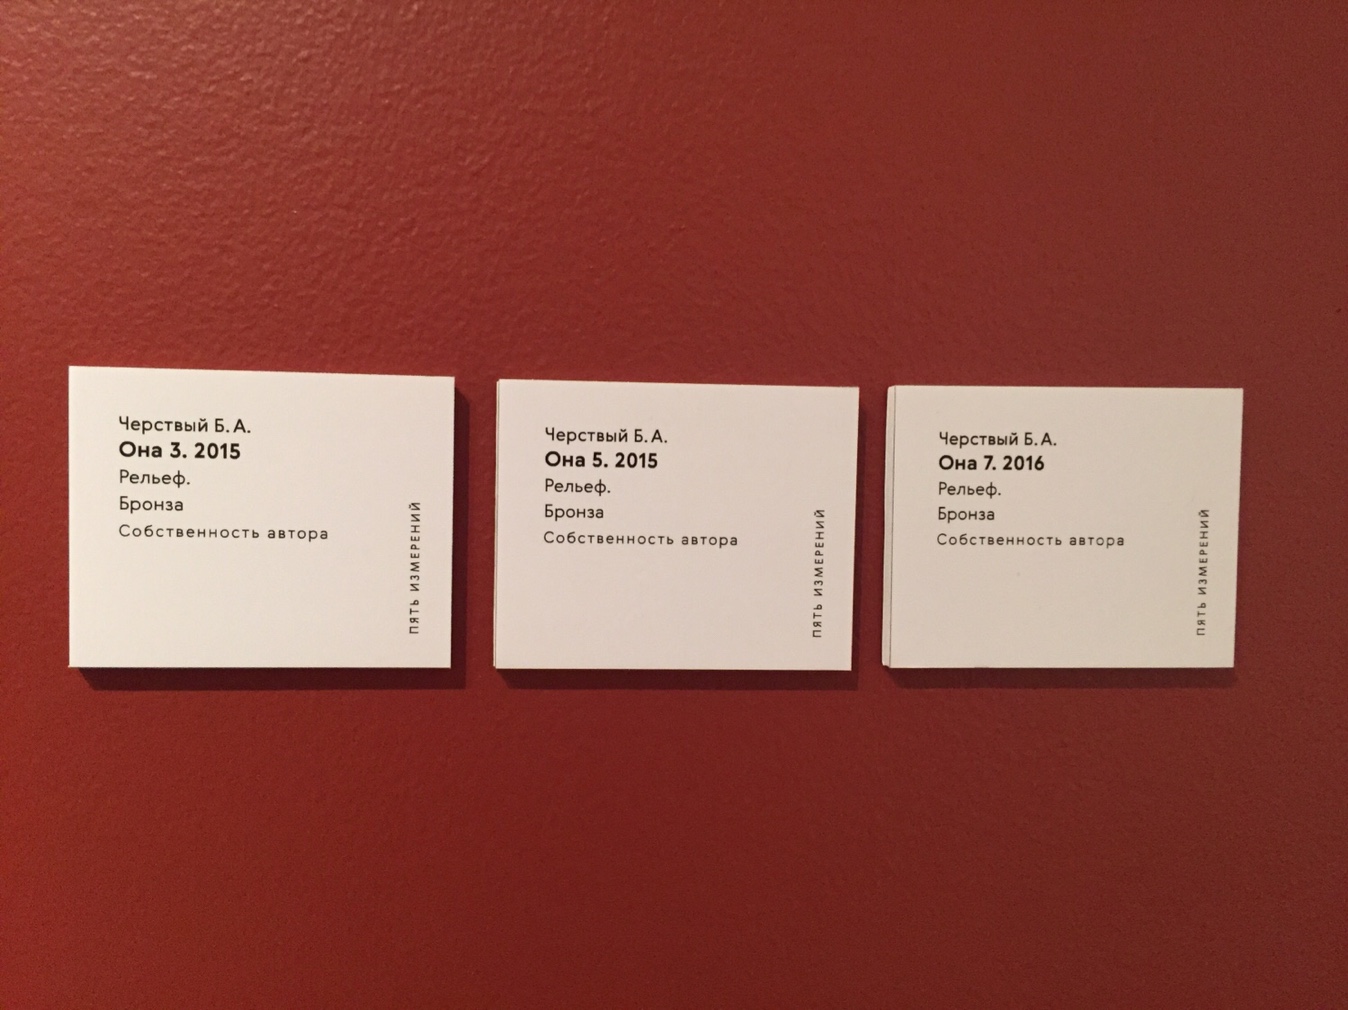 Черствый Б. А.
Она 3. 2015
Рельеф.
Бронза
Собственность автора
ПЯТЬ ИЗМЕРЕНИЙ
Черствый Б. А.
Она 5. 2015
Рельеф.
Бронза
Собственность автора
ПЯТЬ ИЗМЕРЕНИЙ
Черствый Б. А.
Она 7. 2016
Рельеф.
Бронза
Собственность автора
ПЯТЬ ИЗМЕРЕНИЙ